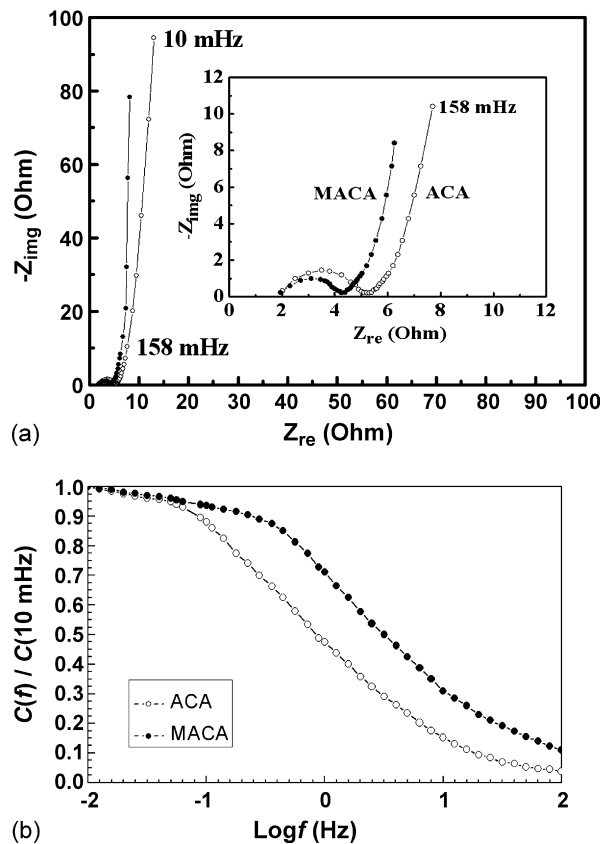 100
80
60
40
20
0
-Zimg (Ohm)
10 mHz
158 mHz
12
10
8
6
4
2
0
-Zimg (Ohm)
158 mHz
MACA
ACA
0 2 4 6 8 10 12
Zre (Ohm)
0 10 20 30 40 50 60 70 80 90 100
(a)
Zre (Ohm)
1.0
0.9
0.8
0.7
0.6
0.5
0.4
0.3
0.2
0.1
0.0
C(f) / C(10 mHz)
ACA
MACA
-2 -1 0 1 2
(b)
Logf (Hz)